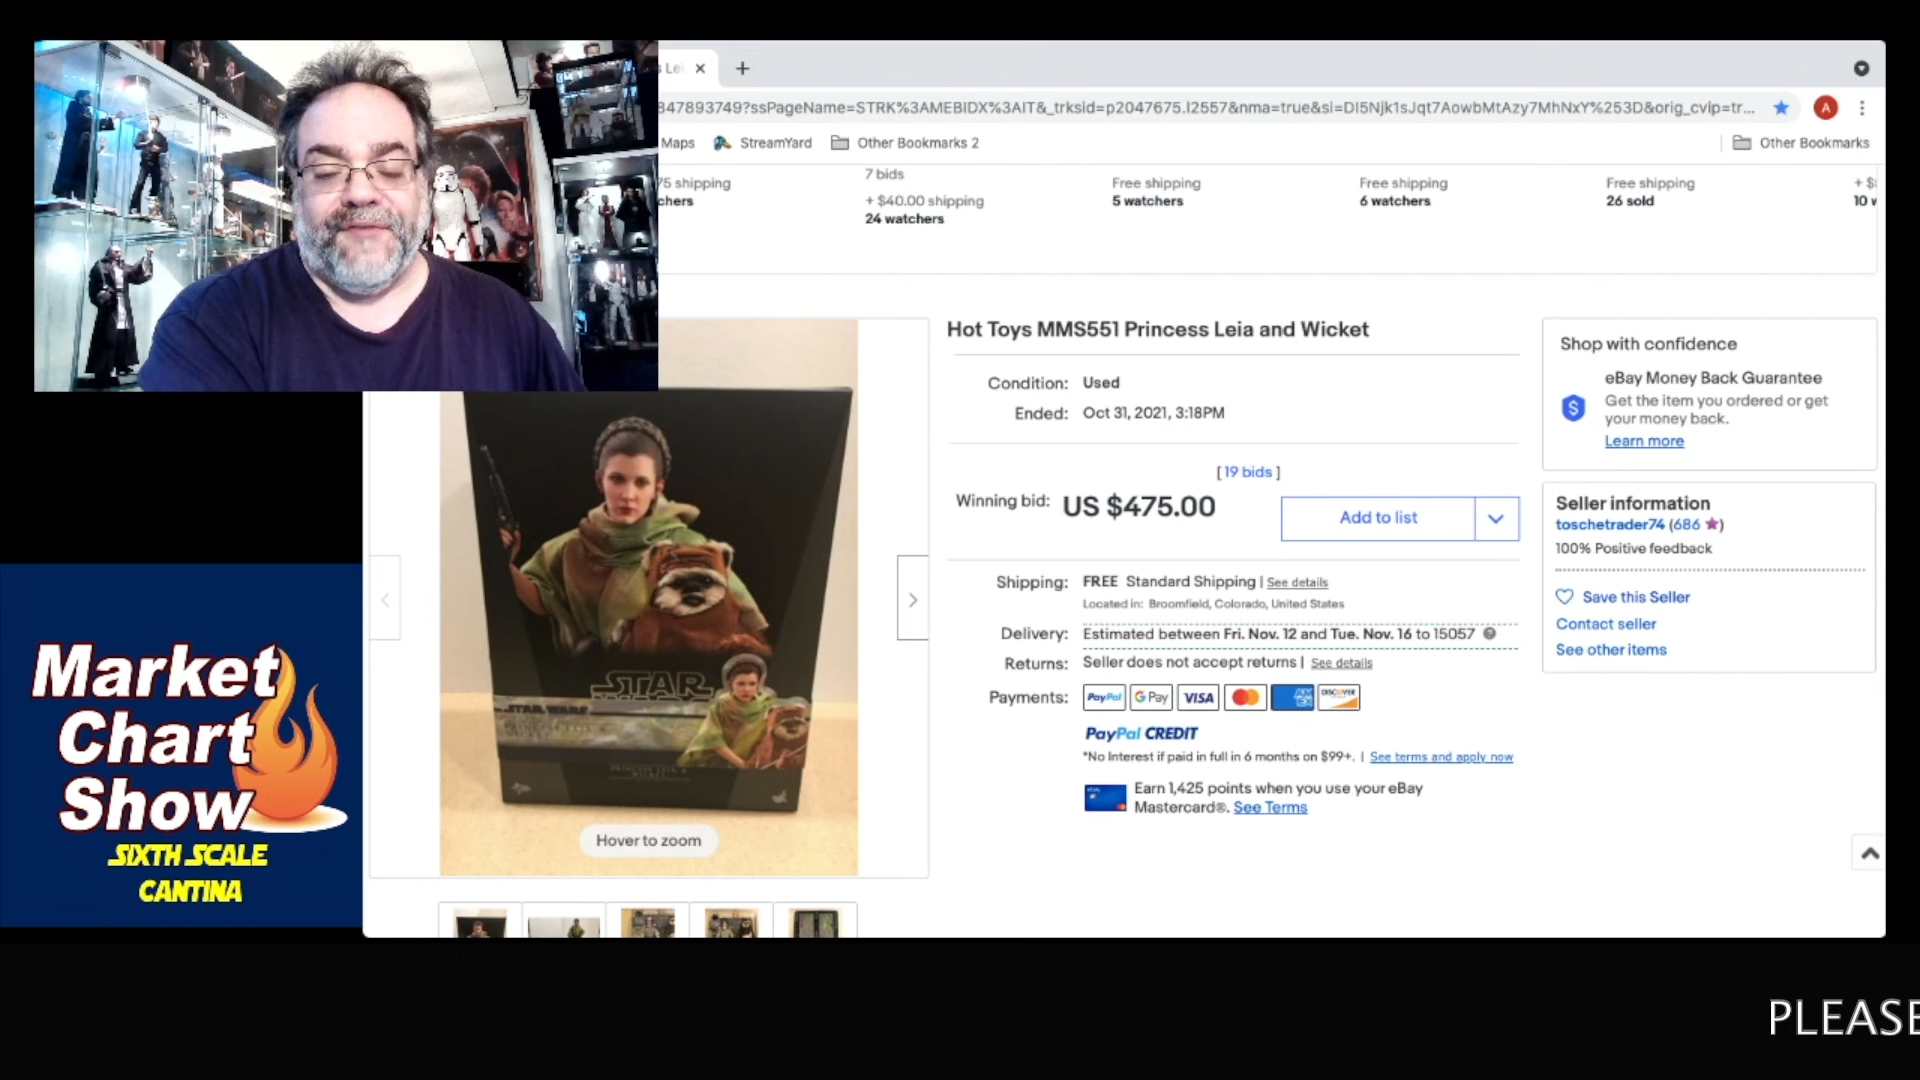 s Lei
847893749?ssPageName=STRK%3AMEBIDX%3AIT&_trksid=p2047675.l2557&nma=true&si=DI5Njk1sJqt7AowbMtAzy7MhNxY%253D&orig_cvip=tr...
A
Maps
StreamYard
Other Bookmarks 2
Other Bookmarks
75 shipping
chers
7 bids
+ $40.00 shipping
24 watchers
Free shipping
5 watchers
Free shipping
6 watchers
Free shipping
26 sold
+ $
10 w
Hot Toys MMS551 Princess Leia and Wicket
Condition: Used
Ended: Oct 31, 2021, 3:18PM
[ 19 bids ]
Winning bid: US $475.00
Add to list
Shipping: FREE Standard Shipping | See details
Located in: Broomfield, Colorado, United States
Delivery: Estimated between Fri. Nov. 12 and Tue. Nov. 16 to 15057
Returns: Seller does not accept returns | See details
Payments: PayPal G Pay VISA DISCOVER
PayPal CREDIT
*No Interest if paid in full in 6 months on $99+. | See terms and apply now
Earn 1,425 points when you use your eBay
Mastercard®. See Terms
Shop with confidence
eBay Money Back Guarantee
Get the item you ordered or get
your money back.
Learn more
Seller information
toschetrader74 (686)
100% Positive feedback
Save this Seller
Contact seller
See other items
STAR
STAR WARS
Hover to zoom
Market
Chart
Show
SIXTH SCALE
CANTINA
PLEASE